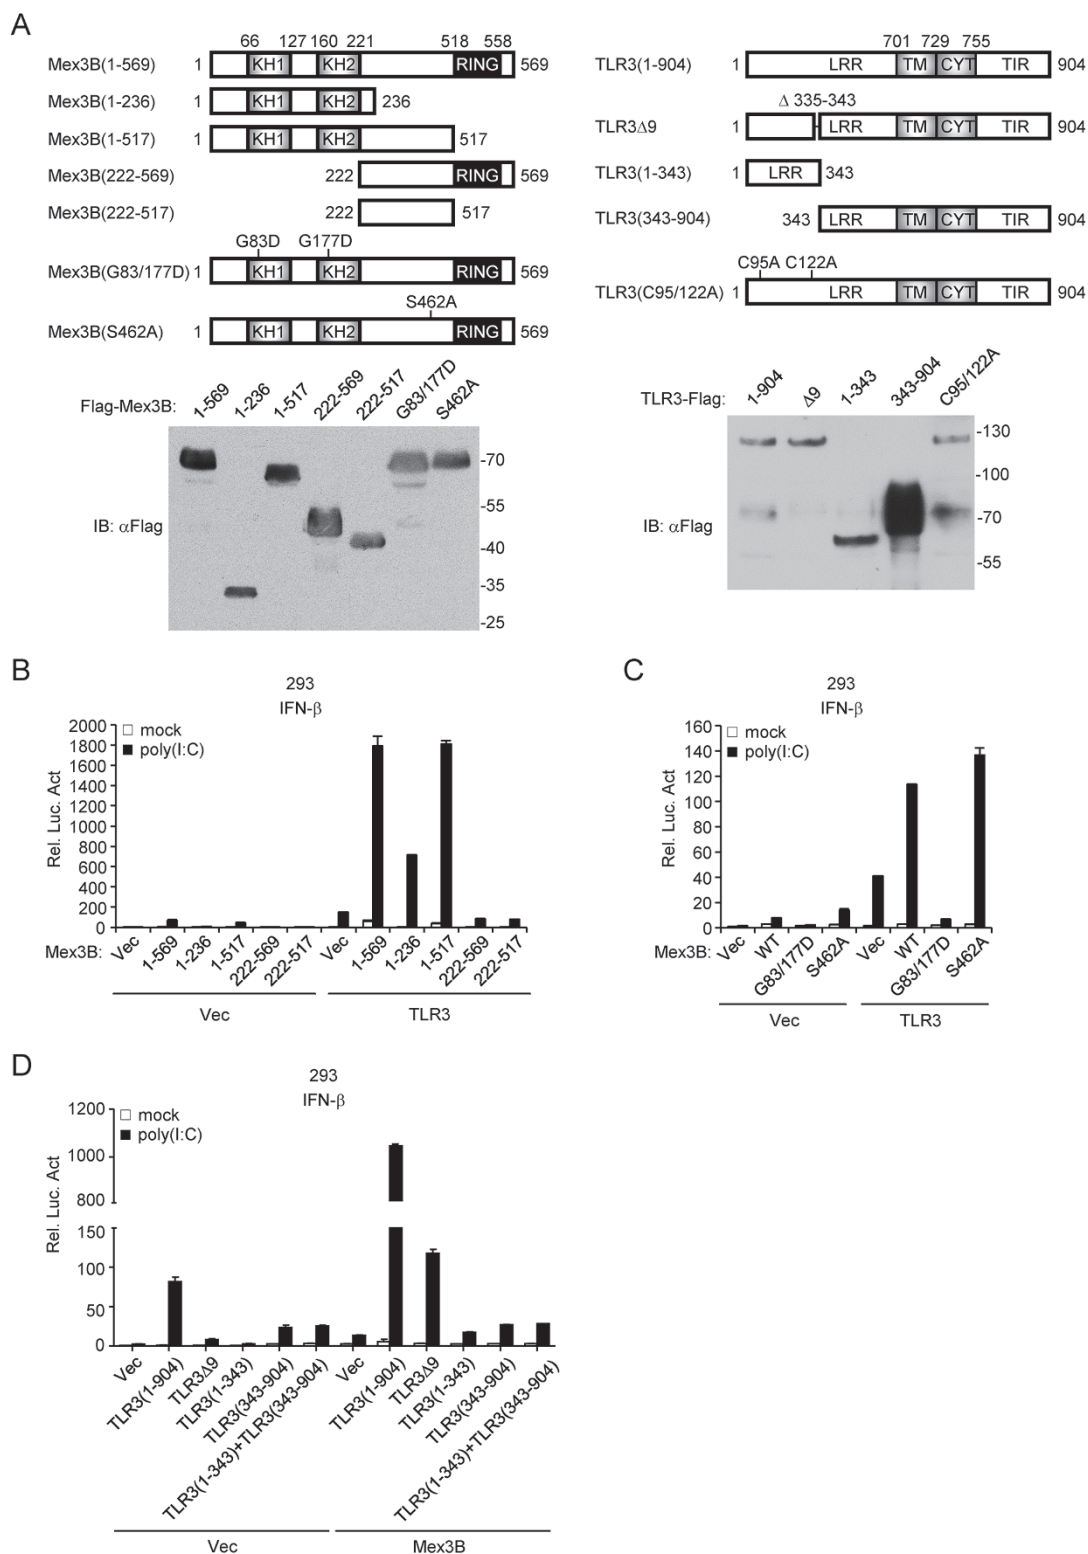 A
66 127 160 221 518 558
Mex3B(1-569) 1 KH1 KH2 RING 569
Mex3B(1-236) 1 KH1 KH2 236
Mex3B(1-517) 1 KH1 KH2 517
Mex3B(222-569) 222 RING 569
Mex3B(222-517) 222 517
G83D G177D
Mex3B(G83/177D) 1 KH1 KH2 RING 569
S462A
Mex3B(S462A) 1 KH1 KH2 RING 569
701 729 755
TLR3(1-904) 1 LRR TM CYT TIR 904
Δ 335-343
TLR3Δ9 1 LRR TM CYT TIR 904
TLR3(1-343) 1 LRR 343
TLR3(343-904) 343 LRR TM CYT TIR 904
C95A C122A
TLR3(C95/122A) 1 LRR TM CYT TIR 904
Flag-Mex3B: 1-569 1-236 1-517 222-569 222-517 G83/177D S462A
-70
-55
IB: αFlag
-40
-35
-25
TLR3-Flag: 1-904 Δ9 1-343 343-904 C95/122A
-130
-100
-70
IB: αFlag
-55
B
293
IFN-β
mock
poly(I:C)
Rel. Luc. Act
2000
1800
1600
1400
1200
1000
800
600
400
200
0
Mex3B: Vec 1-569 1-236 1-517 222-569 222-517 Vec 1-569 1-236 1-517 222-569 222-517
Vec TLR3
C
293
IFN-β
mock
poly(I:C)
Rel. Luc. Act
160
140
120
100
80
60
40
20
0
Mex3B: Vec WT G83/177D S462A Vec WT G83/177D S462A
Vec TLR3
D
293
IFN-β
mock
poly(I:C)
Rel. Luc. Act
1200
1000
800
150
100
50
0
Vec TLR3(1-904) TLR3Δ9 TLR3(1-343) TLR3(343-904) TLR3(1-343)+TLR3(343-904) Vec TLR3(1-904) TLR3Δ9 TLR3(1-343) TLR3(343-904) TLR3(1-343)+TLR3(343-904)
Vec Mex3B